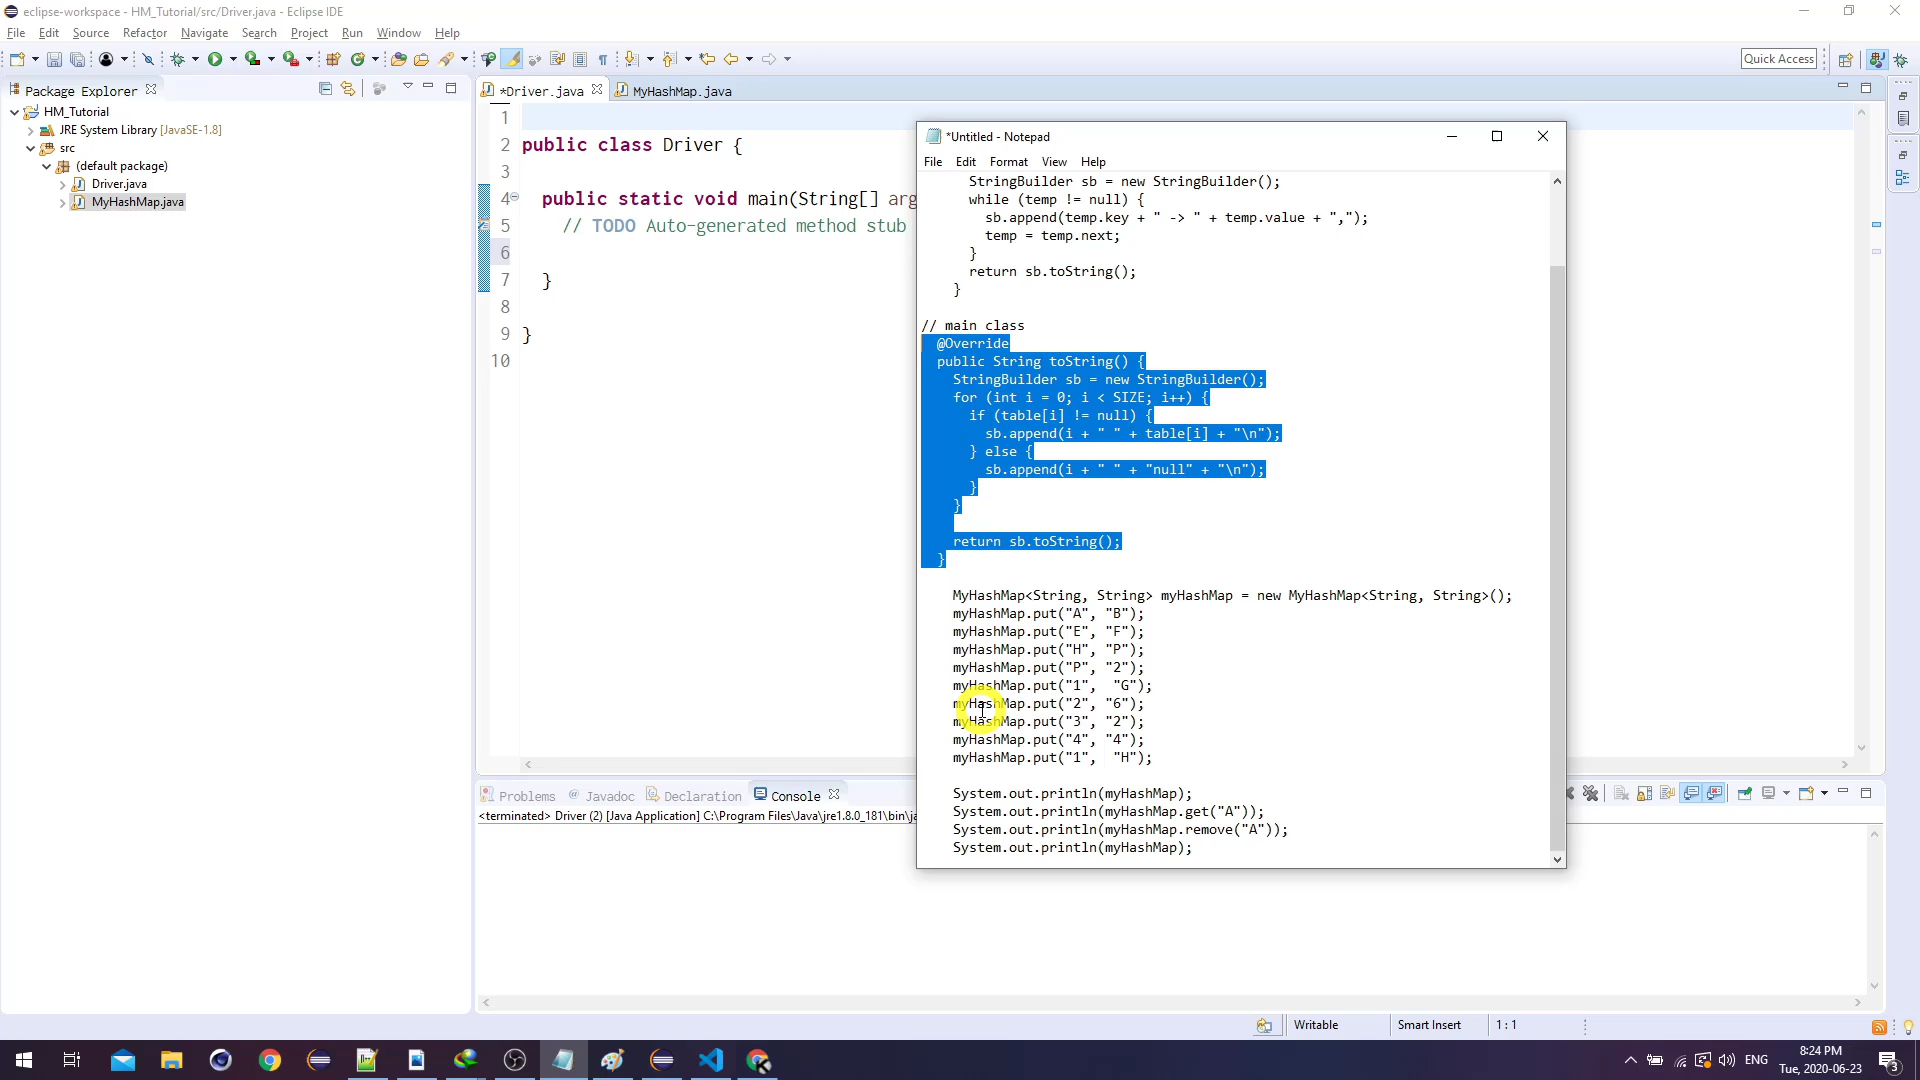 eclipse-workspace - HM_Tutorial/src/Driver.java - Eclipse IDE
File Edit Source Refactor Navigate Search Project Run Window Help
Quick Access
Package Explorer
HM_Tutorial
JRE System Library [JavaSE-1.8]
src
(default package)
Driver.java
MyHashMap.java
*Driver.java
MyHashMap.java
1
2 public class Driver {
3
4 public static void main(String[] arg
5 // TODO Auto-generated method stub
6
7 }
8
9 }
10
*Untitled - Notepad
File Edit Format View Help
StringBuilder sb = new StringBuilder();
while (temp != null) {
sb.append(temp.key + " -> " + temp.value + ",");
temp = temp.next;
}
return sb.toString();
}
// main class
@Override
public String toString() {
StringBuilder sb = new StringBuilder();
for (int i = 0; i < SIZE; i++) {
if (table[i] != null) {
sb.append(i + " " + table[i] + "\n");
} else {
sb.append(i + " " + "null" + "\n");
}
}
return sb.toString();
}
MyHashMap<String, String> myHashMap = new MyHashMap<String, String>();
myHashMap.put("A", "B");
myHashMap.put("E", "F");
myHashMap.put("H", "P");
myHashMap.put("P", "2");
myHashMap.put("1",  "G");
myHashMap.put("2", "6");
myHashMap.put("3", "2");
myHashMap.put("4", "4");
myHashMap.put("1",  "H");
System.out.println(myHashMap);
System.out.println(myHashMap.get("A"));
System.out.println(myHashMap.remove("A"));
System.out.println(myHashMap);
Problems Javadoc Declaration Console
<terminated> Driver (2) [Java Application] C:\Program Files\Java\jre1.8.0_181\bin\ja
Writable Smart Insert 1 : 1
ENG
8:24 PM
Tue, 2020-06-23
3